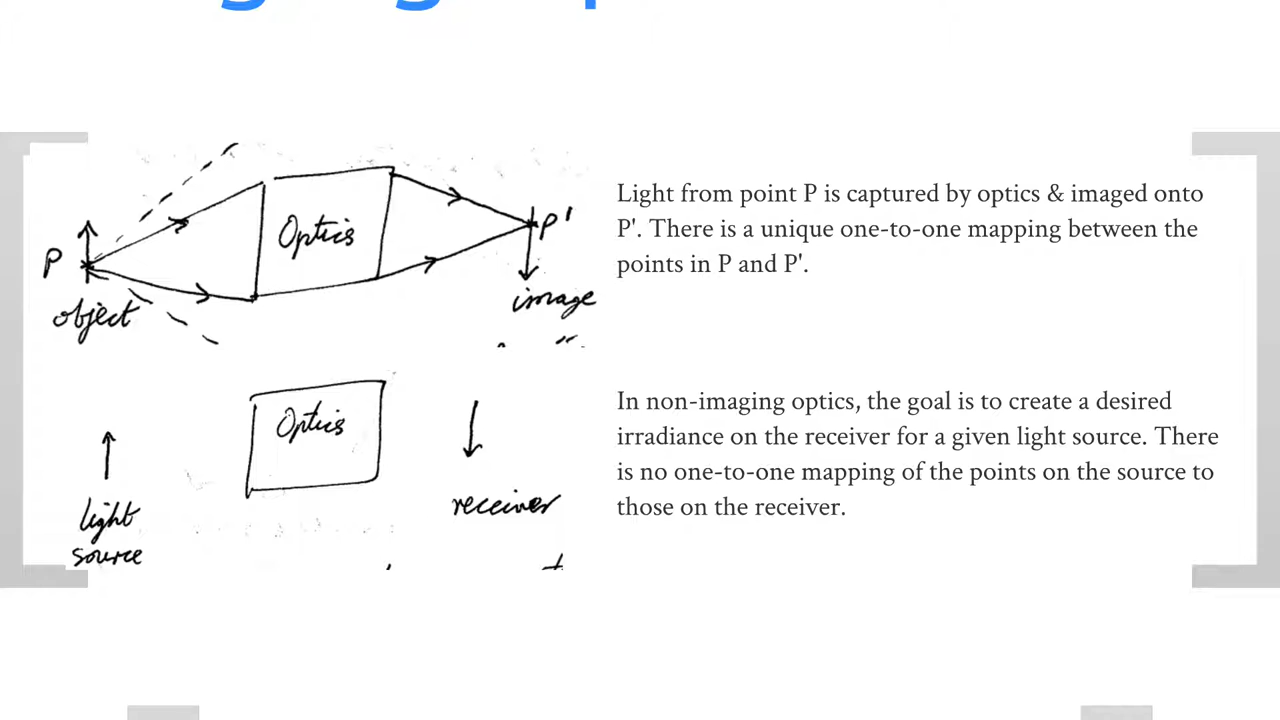 P
object
Optics
P'
image
Light from point P is captured by optics & imaged onto
P'. There is a unique one-to-one mapping between the
points in P and P'.
Optics
light
source
receiver
In non-imaging optics, the goal is to create a desired
irradiance on the receiver for a given light source. There
is no one-to-one mapping of the points on the source to
those on the receiver.